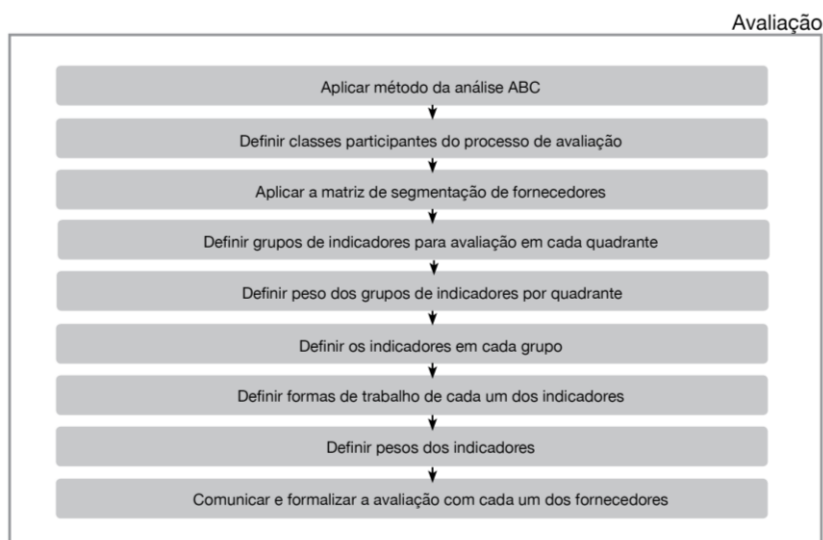 Avaliação
Aplicar método da análise ABC
Definir classes participantes do processo de avaliação
Aplicar a matriz de segmentação de fornecedores
Definir grupos de indicadores para avaliação em cada quadrante
Definir peso dos grupos de indicadores por quadrante
Definir os indicadores em cada grupo
Definir formas de trabalho de cada um dos indicadores
Definir pesos dos indicadores
Comunicar e formalizar a avaliação com cada um dos fornecedores